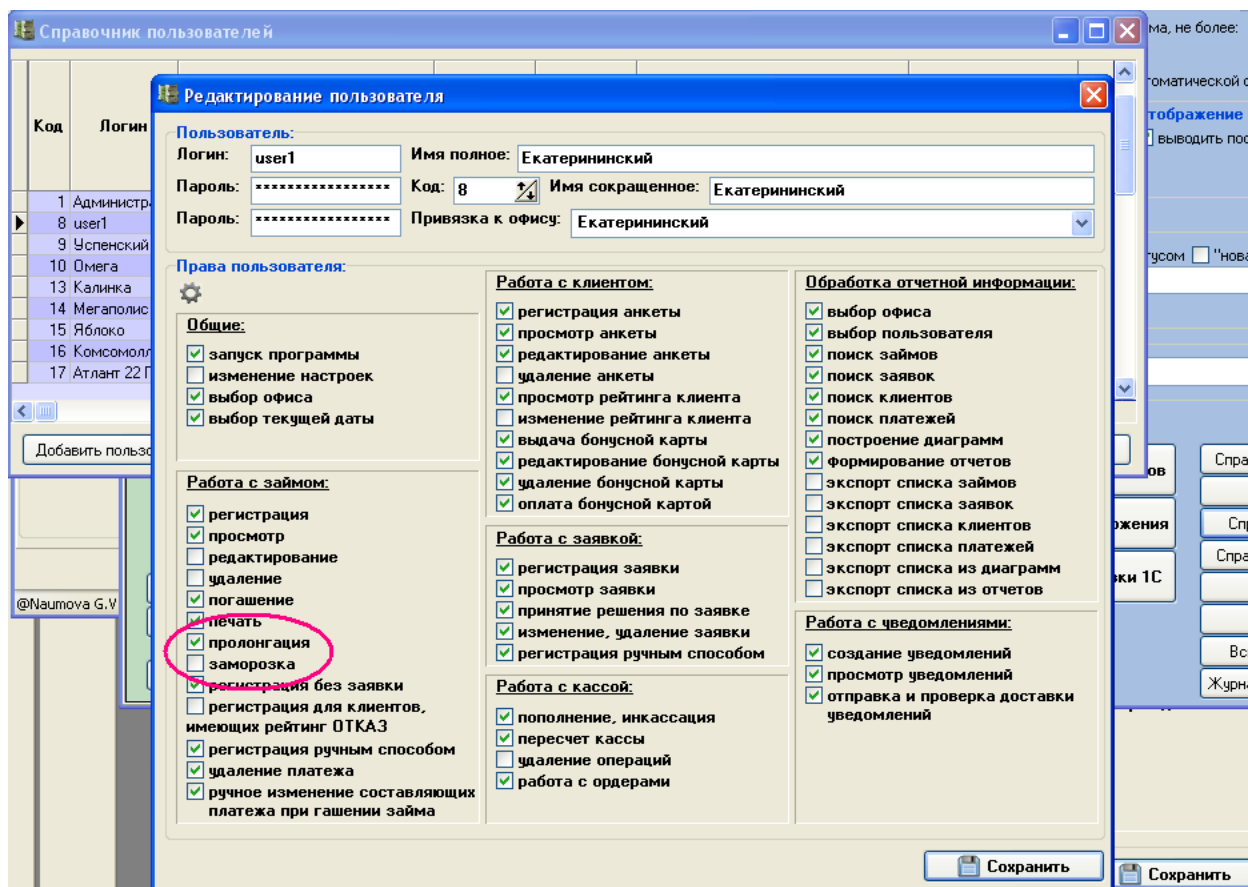 Справочник пользователей
ма, не более:
Код
Логин
1 Администра
8 user1
9 Успенский
10 Омега
13 Калинка
14 Мегаполис
15 Яблоко
16 Комсомолл
17 Атлант 22 Г
Добавить пользо
@Naumova G.V
Редактирование пользователя
Пользователь:
Логин: user1 Имя полное: Екатерининский
Пароль: ***************** Код: 8 Имя сокращенное: Екатерининский
Пароль: ***************** Привязка к офису: Екатерининский
Права пользователя:
Общие:
запуск программы
изменение настроек
выбор офиса
выбор текущей даты
Работа с займом:
регистрация
просмотр
редактирование
удаление
погашение
печать
пролонгация
заморозка
регистрация без заявки
регистрация для клиентов,
имеющих рейтинг ОТКАЗ
регистрация ручным способом
удаление платежа
ручное изменение составляющих
платежа при гашении займа
Работа с клиентом:
регистрация анкеты
просмотр анкеты
редактирование анкеты
удаление анкеты
просмотр рейтинга клиента
изменение рейтинга клиента
выдача бонусной карты
редактирование бонусной карты
удаление бонусной карты
оплата бонусной картой
Работа с заявкой:
регистрация заявки
просмотр заявки
принятие решения по заявке
изменение, удаление заявки
регистрация ручным способом
Работа с кассой:
пополнение, инкассация
пересчет кассы
удаление операций
работа с ордерами
Обработка отчетной информации:
выбор офиса
выбор пользователя
поиск займов
поиск заявок
поиск клиентов
поиск платежей
построение диаграмм
формирование отчетов
экспорт списка займов
экспорт списка заявок
экспорт списка клиентов
экспорт списка платежей
экспорт списка из диаграмм
экспорт списка из отчетов
Работа с уведомлениями:
создание уведомлений
просмотр уведомлений
отправка и проверка доставки
уведомлений
Сохранить
томатической с
тображение
выводить пос
тусом "нова
ов
ожения
вки 1С
Спра
Сп
Спра
Вс
Журна
Сохранить